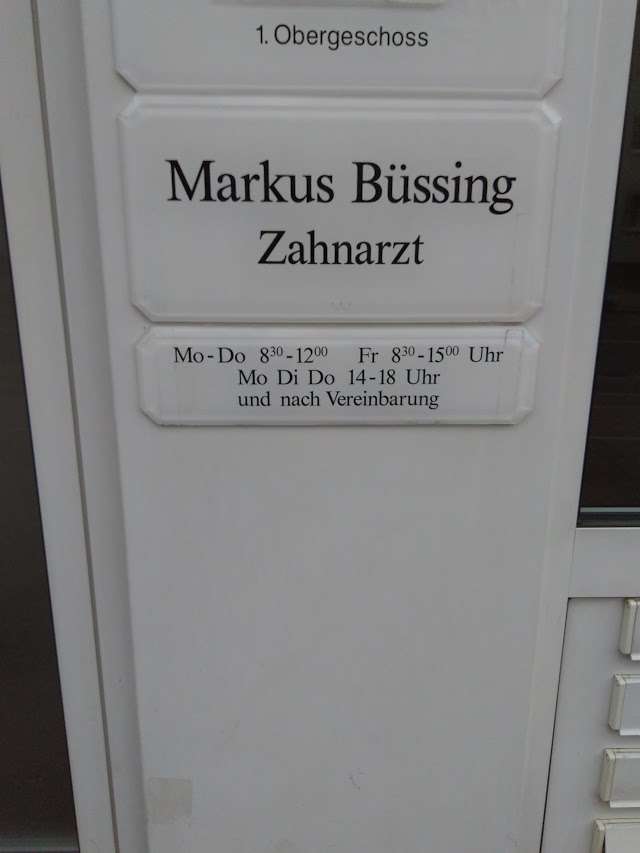 1. Obergeschoss
Markus Büssing
Zahnarzt
Mo-Do 8³⁰-12⁰⁰ Fr 8³⁰-15⁰⁰ Uhr
Mo Di Do 14-18 Uhr
und nach Vereinbarung